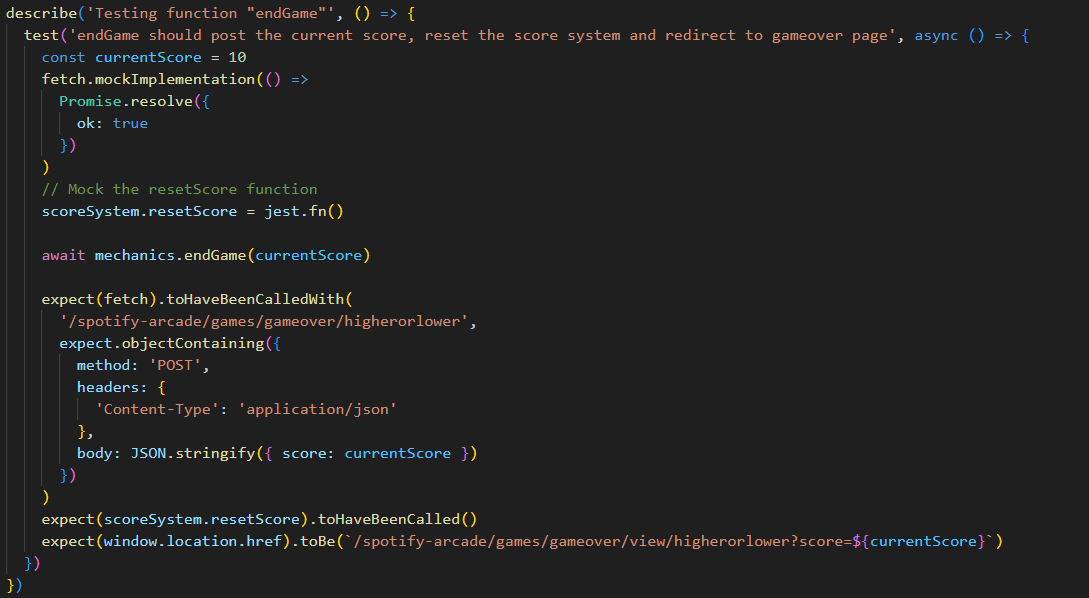 describe('Testing function "endGame"', () => {
  test('endGame should post the current score, reset the score system and redirect to gameover page', async () => {
    const currentScore = 10
    fetch.mockImplementation(() =>
      Promise.resolve({
        ok: true
      })
    )
    // Mock the resetScore function
    scoreSystem.resetScore = jest.fn()

    await mechanics.endGame(currentScore)

    expect(fetch).toHaveBeenCalledWith(
      '/spotify-arcade/games/gameover/higherorlower',
      expect.objectContaining({
        method: 'POST',
        headers: {
          'Content-Type': 'application/json'
        },
        body: JSON.stringify({ score: currentScore })
      })
    )
    expect(scoreSystem.resetScore).toHaveBeenCalled()
    expect(window.location.href).toBe(`/spotify-arcade/games/gameover/view/higherorlower?score=${currentScore}`)
  })
})